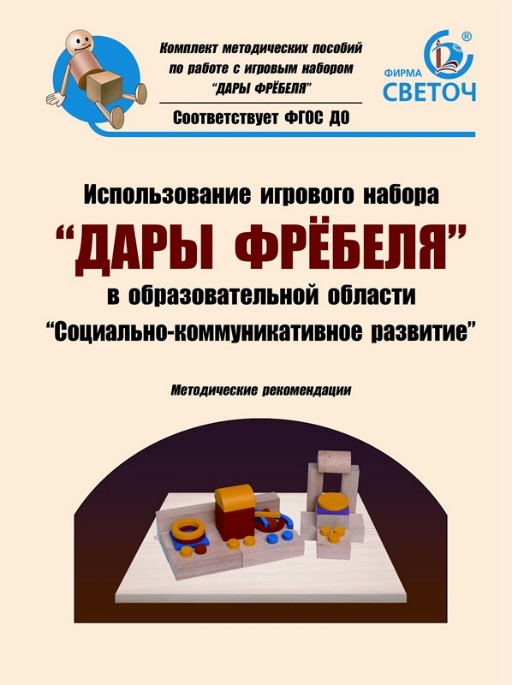 Комплект методических пособий
по работе с игровым набором
"ДАРЫ ФРЁБЕЛЯ"
Соответствует ФГОС ДО
®
ФИРМА
СВЕТОЧ
Использование игрового набора
"ДАРЫ ФРЁБЕЛЯ"
в образовательной области
"Социально-коммуникативное развитие"
Методические рекомендации